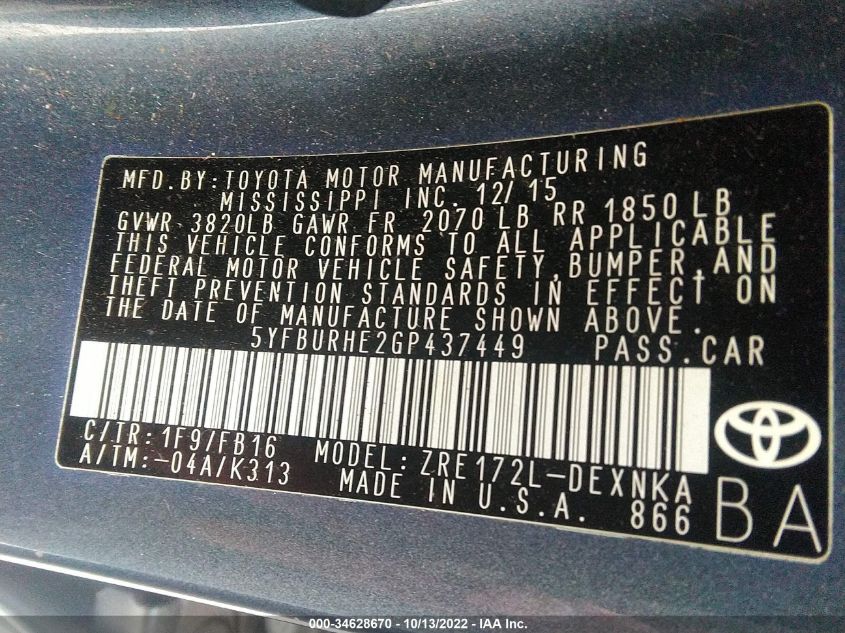 MFD.BY:TOYOTA MOTOR MANUFACTURING
MISSISSIPPI INC. 12/15
GVWR 3820LB GAWR FR 2070 LB RR 1850 LB
THIS VEHICLE CONFORMS TO ALL APPLICABLE
FEDERAL MOTOR VEHICLE SAFETY,BUMPER,AND
THEFT PREVENTION STANDARDS IN EFFECT ON
THE DATE OF MANUFACTURE SHOWN ABOVE.
5YFBURHE2GP437449 PASS.CAR
C/TR:1F9/FB16 MODEL:ZRE172L-DEXNKA
A/TM:-04A/K313 MADE IN U.S.A. 866
BA
000-34628670 - 10/13/2022 - IAA Inc.